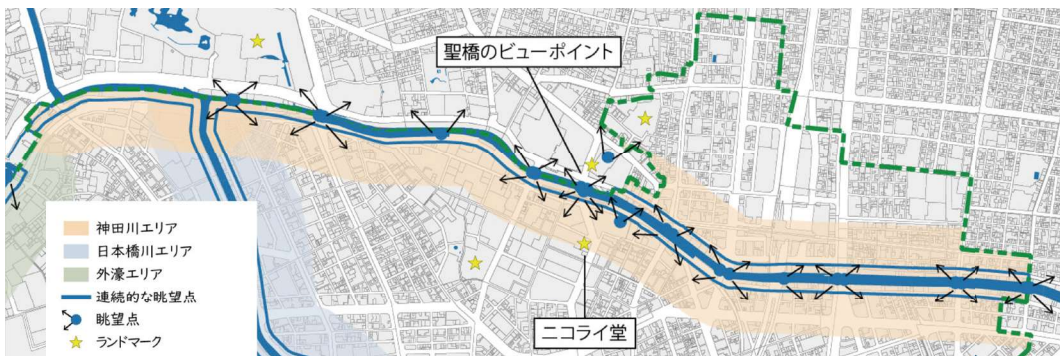 聖橋のビューポイント
神田川エリア
日本橋川エリア
外濠エリア
連続的な眺望点
眺望点
ランドマーク
ニコライ堂